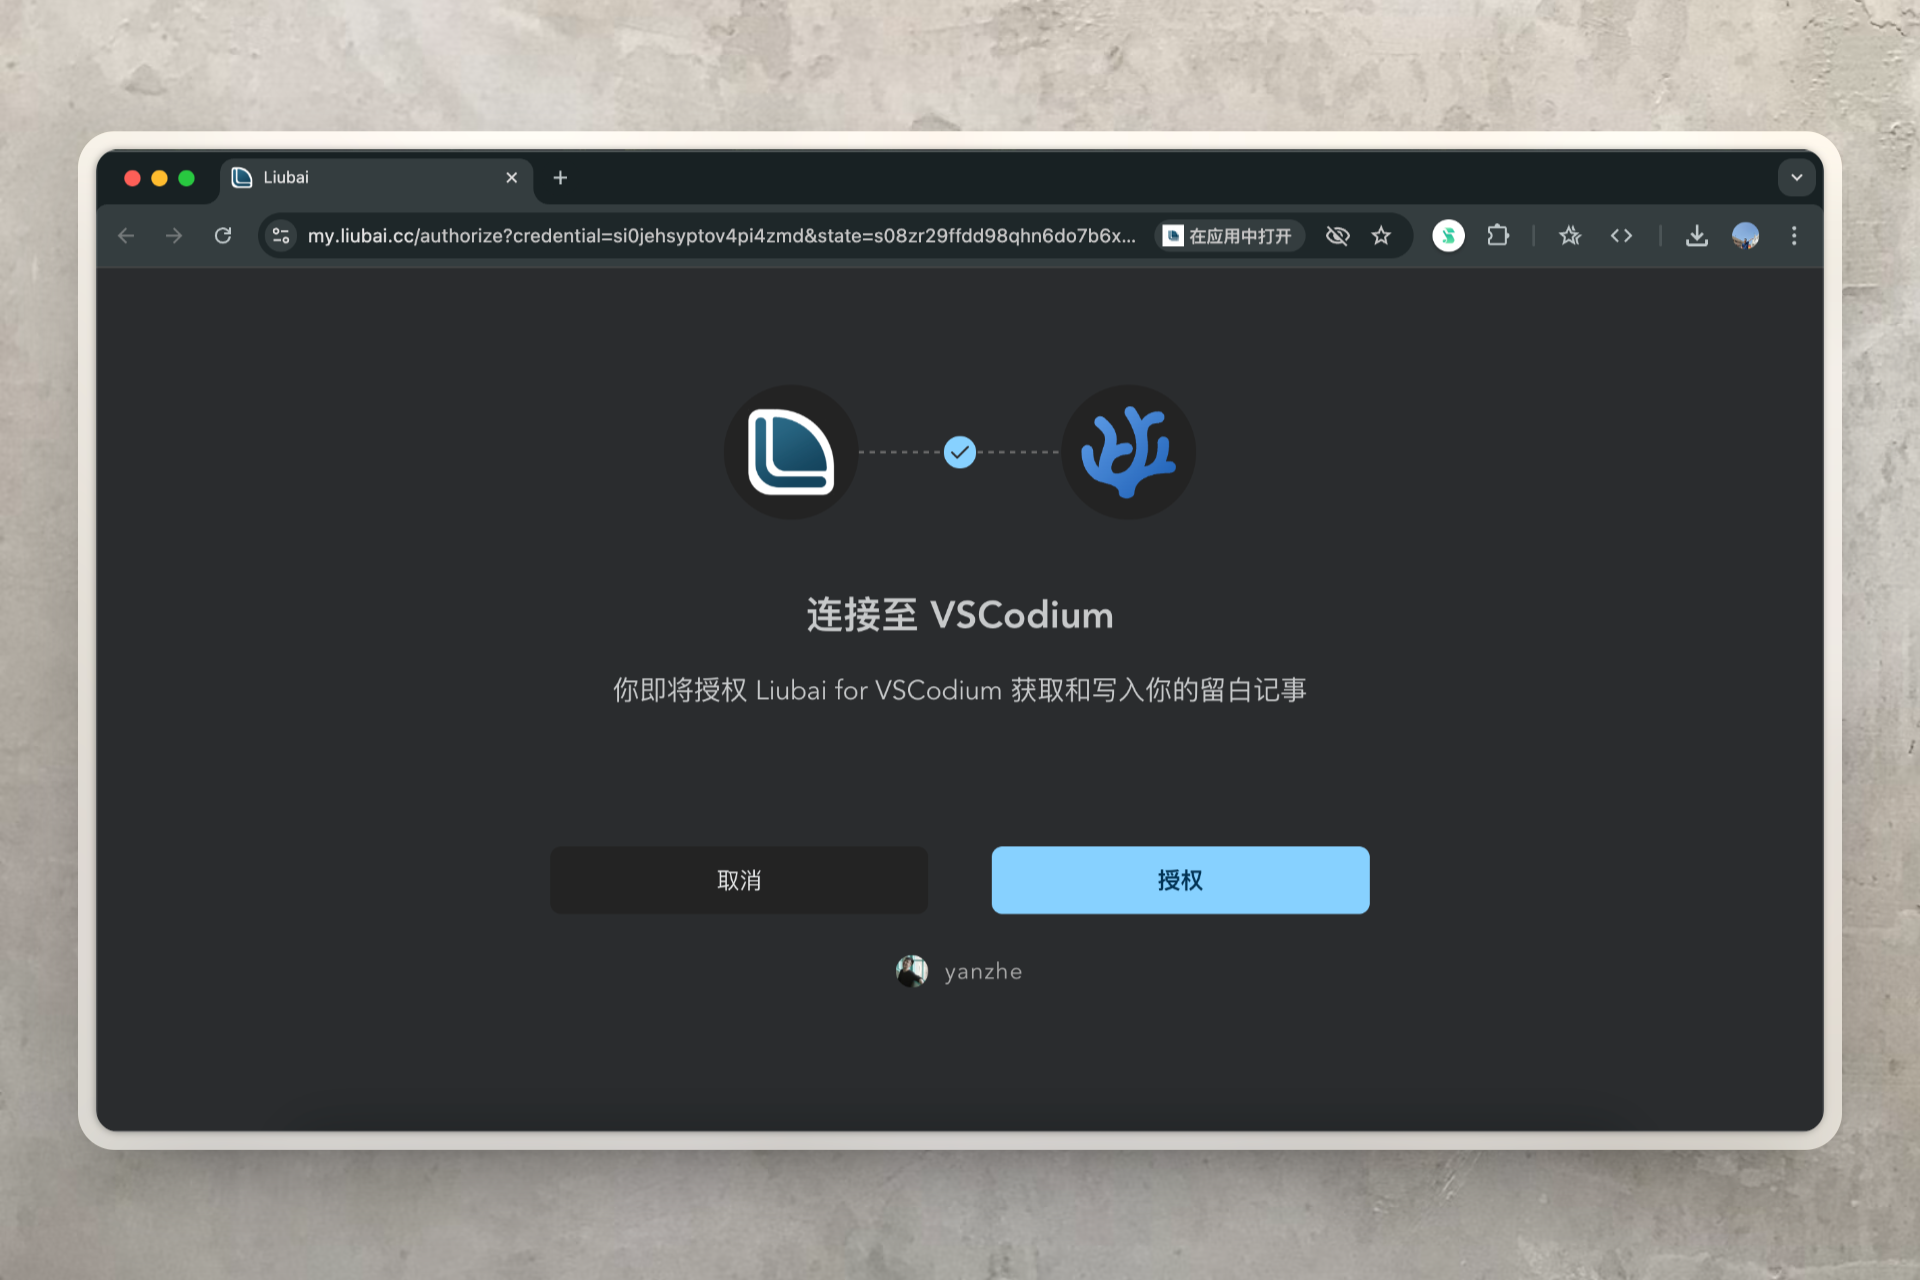 Liubai
my.liubai.cc/authorize?credential=si0jehsyptov4pi4zmd&state=s08zr29ffdd98qhn6do7b6x...
在应用中打开
连接至 VSCodium
你即将授权 Liubai for VSCodium 获取和写入你的留白记事
取消
授权
yanzhe